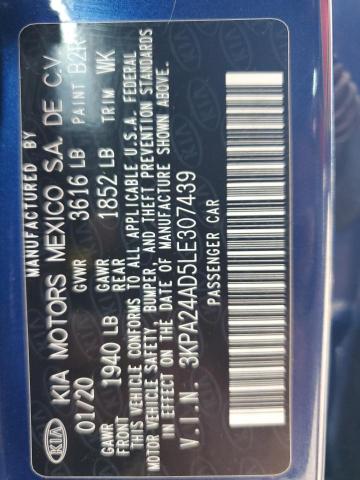 MANUFACTURED BY
KIA KIA MOTORS MEXICO S.A. DE C.V.
01/20 GVWR 3616 LB PAINT B2R
GAWR FRONT 1940 LB GAWR REAR 1852 LB TRIM WK
THIS VEHICLE CONFORMS TO ALL APPLICABLE U.S.A. FEDERAL
MOTOR VEHICLE SAFETY, BUMPER, AND THEFT PREVENTION STANDARDS
IN EFFECT ON THE DATE OF MANUFACTURE SHOWN ABOVE.
V.I.N. 3KPA24AD5LE307439
PASSENGER CAR